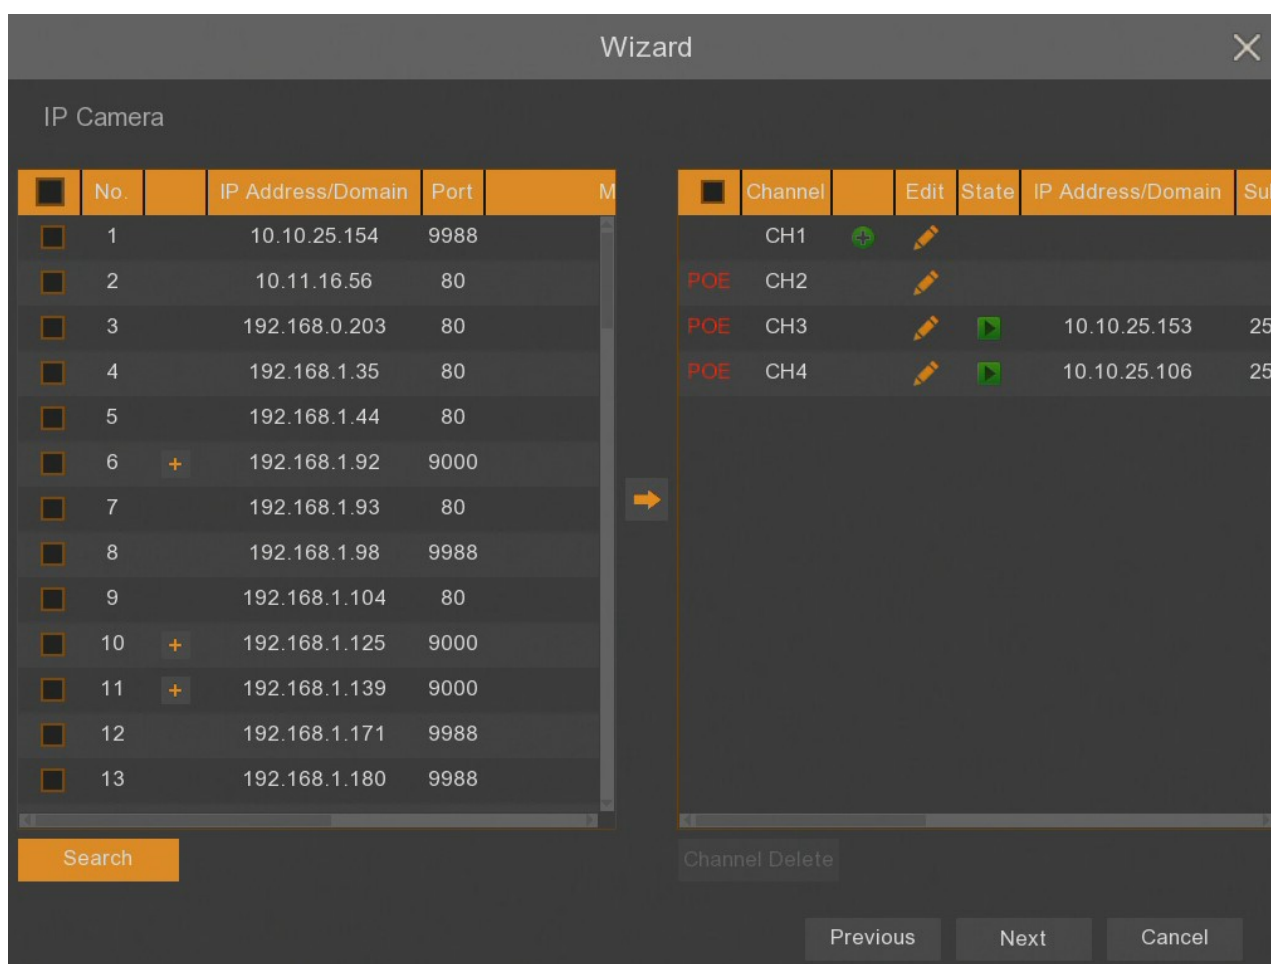 Wizard
IP Camera
No. IP Address/Domain Port M
1 10.10.25.154 9988
2 10.11.16.56 80
3 192.168.0.203 80
4 192.168.1.35 80
5 192.168.1.44 80
6 + 192.168.1.92 9000
7 192.168.1.93 80
8 192.168.1.98 9988
9 192.168.1.104 80
10 + 192.168.1.125 9000
11 + 192.168.1.139 9000
12 192.168.1.171 9988
13 192.168.1.180 9988
Search
Channel Edit State IP Address/Domain Su
CH1
POE CH2
POE CH3 10.10.25.153 25
POE CH4 10.10.25.106 25
Channel Delete
Previous Next Cancel